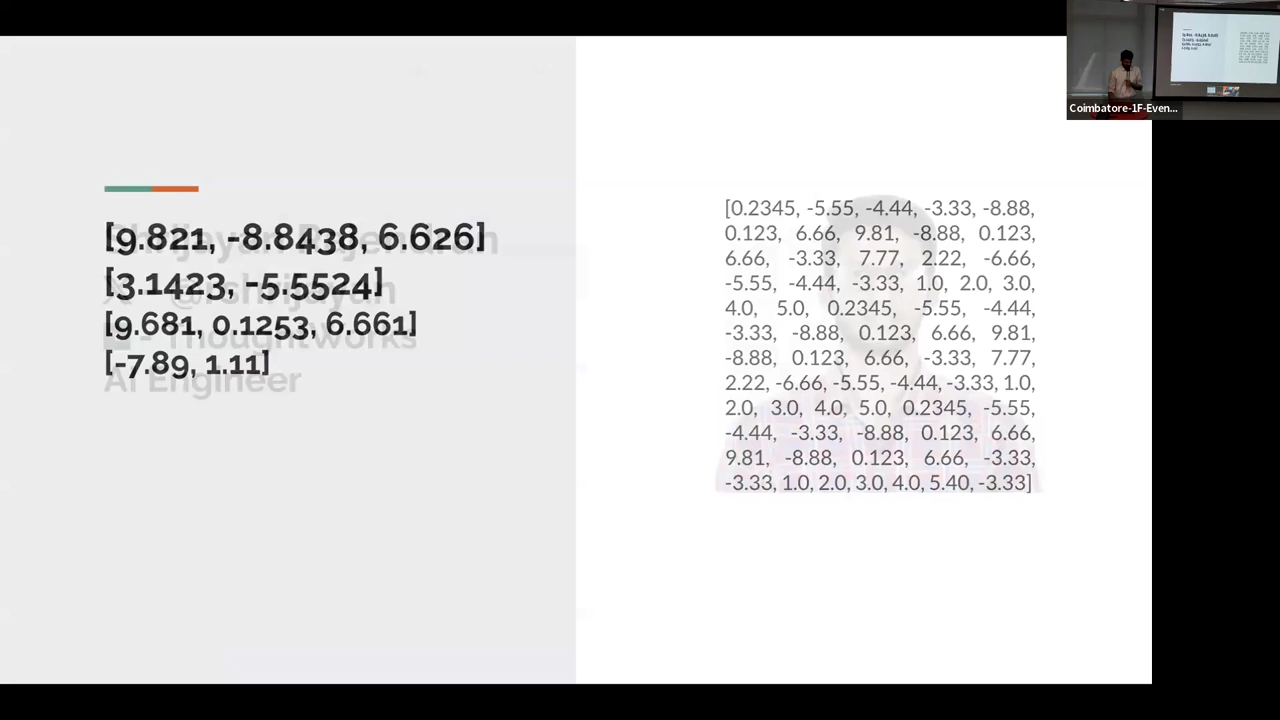 [9.821, -8.8438, 6.626]
[3.1423, -5.5524]
[9.681, 0.1253, 6.661]
[-7.89, 1.11]
Rajendran
@rshrijayan
- Thoughtworks
AI Engineer
[0.2345, -5.55, -4.44, -3.33, -8.88,
0.123, 6.66, 9.81, -8.88, 0.123,
6.66, -3.33, 7.77, 2.22, -6.66,
-5.55, -4.44, -3.33, 1.0, 2.0, 3.0,
4.0, 5.0, 0.2345, -5.55, -4.44,
-3.33, -8.88, 0.123, 6.66, 9.81,
-8.88, 0.123, 6.66, -3.33, 7.77,
2.22, -6.66, -5.55, -4.44, -3.33, 1.0,
2.0, 3.0, 4.0, 5.0, 0.2345, -5.55,
-4.44, -3.33, -8.88, 0.123, 6.66,
9.81, -8.88, 0.123, 6.66, -3.33,
-3.33, 1.0, 2.0, 3.0, 4.0, 5.40, -3.33]
Coimbatore-1F-Even...